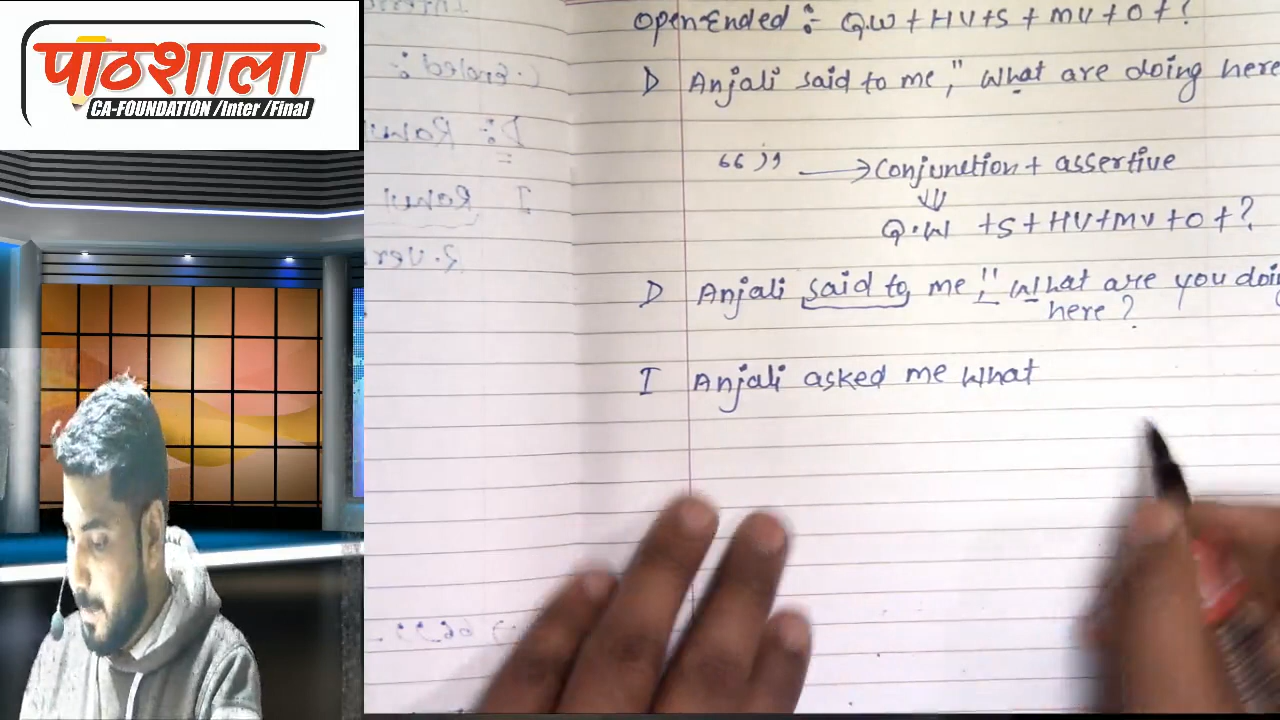 पाठशाला
CA-FOUNDATION /Inter /Final
Open-Ended :- Q.W + HV + S + MV + O + ?
D Anjali said to me, " What are doing here
“ ” → Conjunction + assertive
Q.W + S + HV + MV + O + ?
D Anjali said to me " What are you doing
here ?
I Anjali asked me what